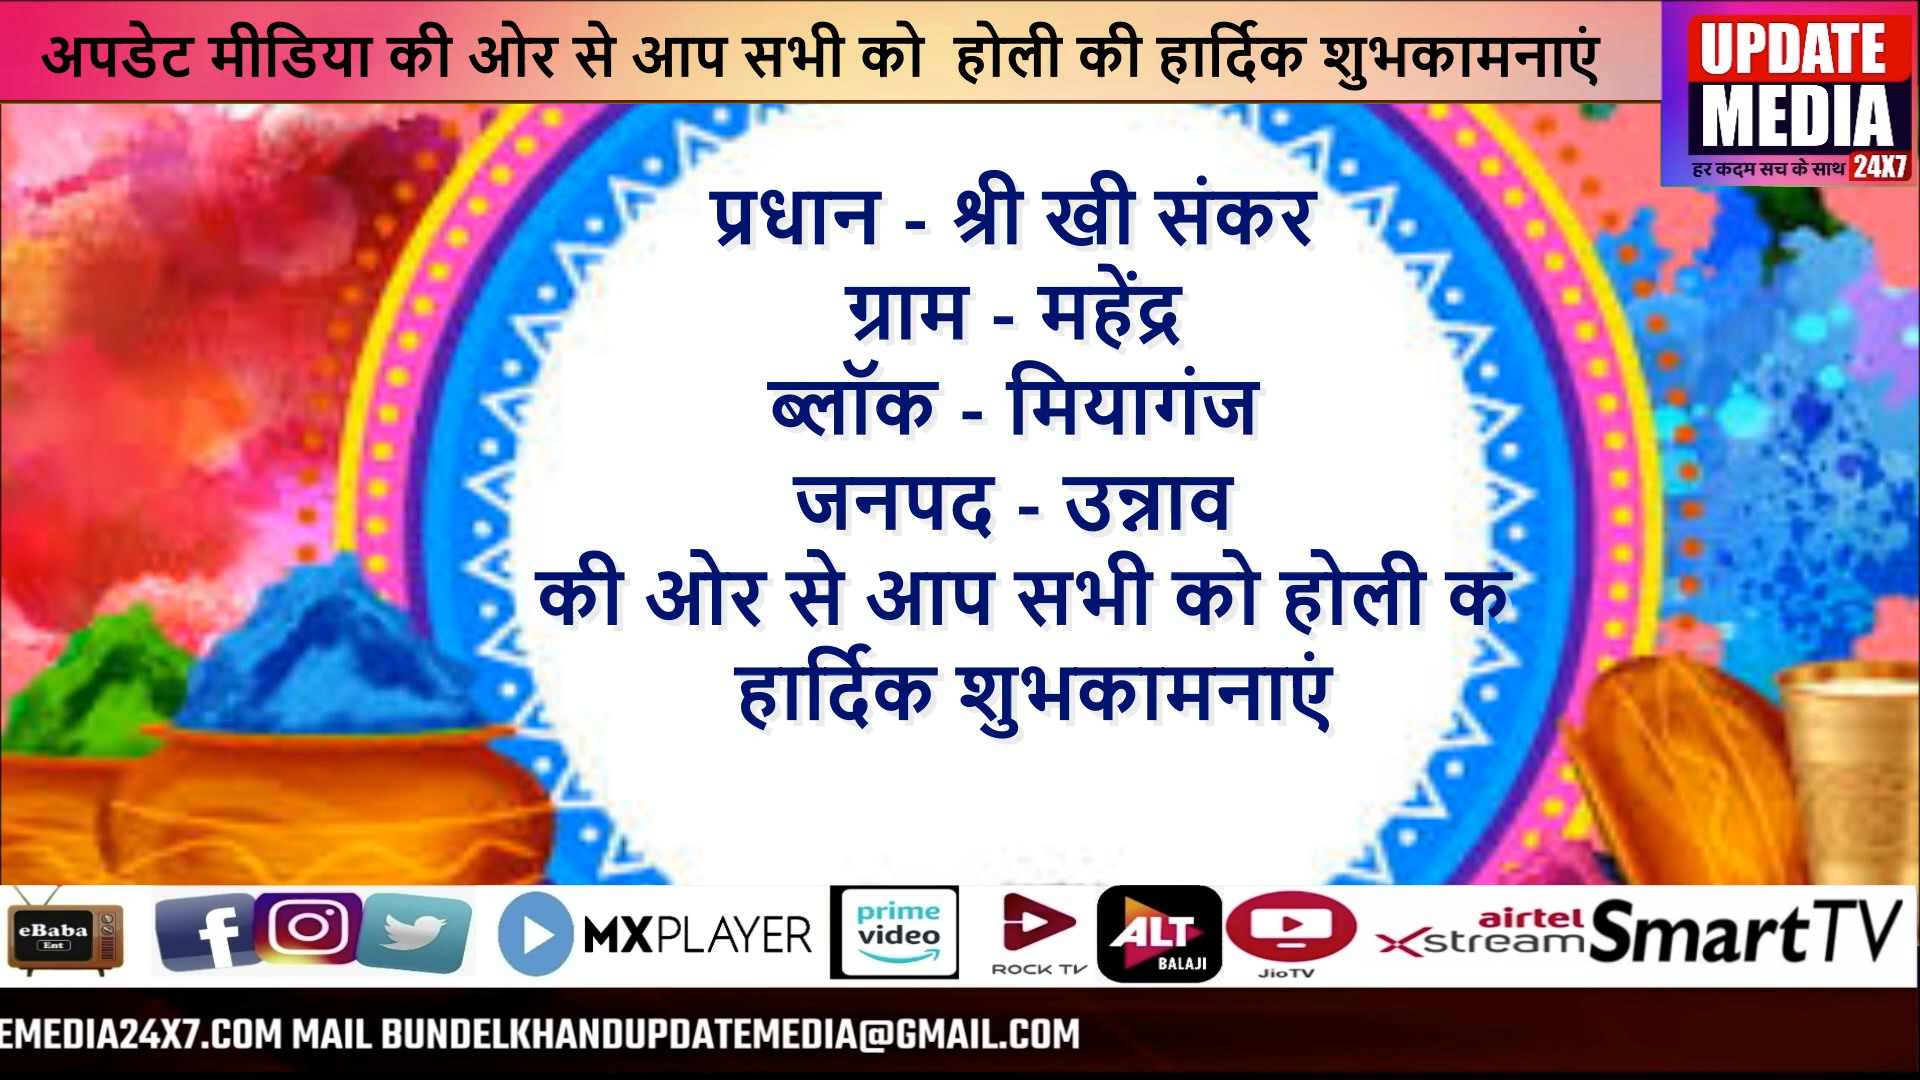 अपडेट मीडिया की ओर से आप सभी को होली की हार्दिक शुभकामनाएं
UPDATE
MEDIA
हर कदम सच के साथ 24X7
प्रधान - श्री खी संकर
ग्राम - महेंद्र
ब्लॉक - मियागंज
जनपद - उन्नाव
की ओर से आप सभी को होली क
हार्दिक शुभकामनाएं
eBaba
Ent
MXPLAYER
prime
video
ROCK TV
ALT
BALAJI
JioTV
airtel
Xstream
SmartTV
EMEDIA24X7.COM MAIL BUNDELKHANDUPDATEMEDIA@GMAIL.COM